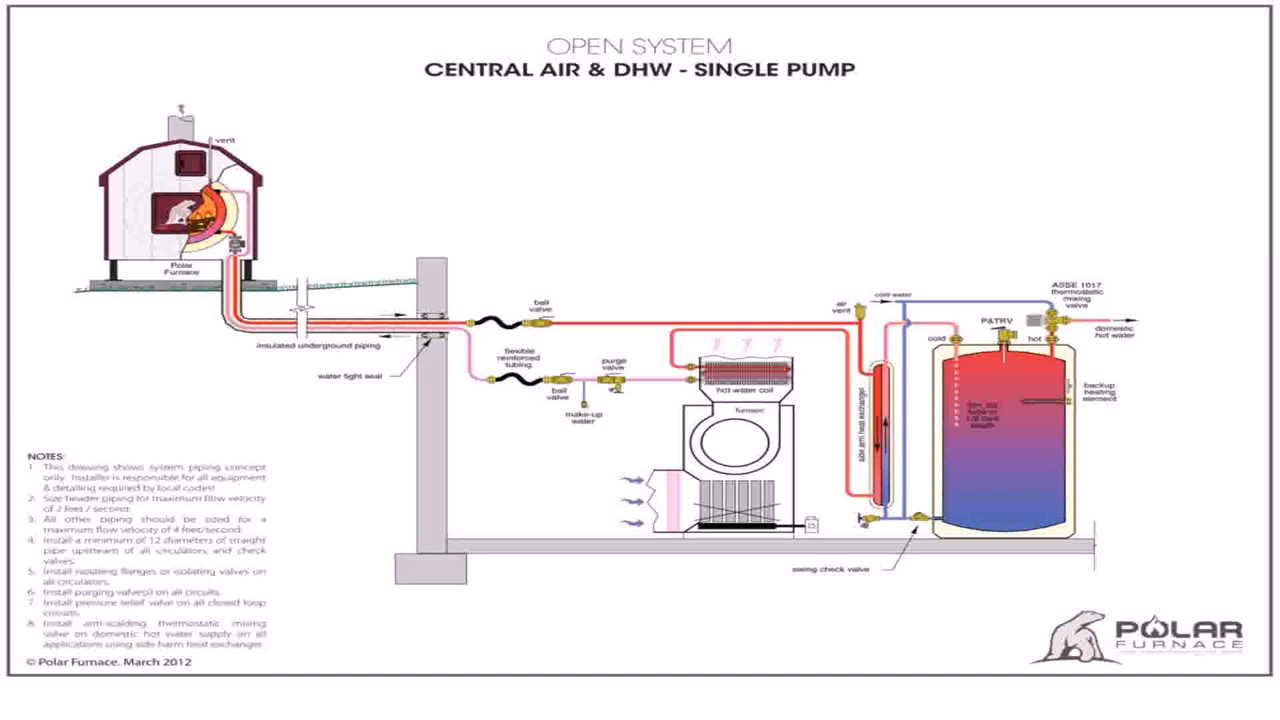 OPEN SYSTEM
CENTRAL AIR & DHW - SINGLE PUMP
vent
Polar
Furnace
insulated underground piping
water tight seal
ball
valve
flexible
reinforced
tubing
ball
valve
purge
valve
make-up
water
hot water coil
furnace
air
vent
cold water
side arm heat exchanger
swing check valve
cold
P&TRV
hot
ASSE 1017
thermostatic
mixing
valve
domestic
hot water
backup
heating
element
NOTES:
1. This drawing shows system piping concept
only. Installer is responsible for all equipment
& detailing required by local codes!
2. Size header piping for maximum flow velocity
of 2 feet / second.
3. All other piping should be sized for a
maximum flow velocity of 4 feet/second.
4. Install a minimum of 12 diameters of straight
pipe upstream of all circulators and check
valves.
5. Install isolating flanges or isolating valves on
all circulators.
6. Install purging valve(s) on all circuits.
7. Install pressure relief valve on all closed loop
circuits.
8. Install anti-scalding thermostatic mixing
valve on domestic hot water supply on all
applications using side harm heat exchanger.
© Polar Furnace. March 2012
POLAR
FURNACE